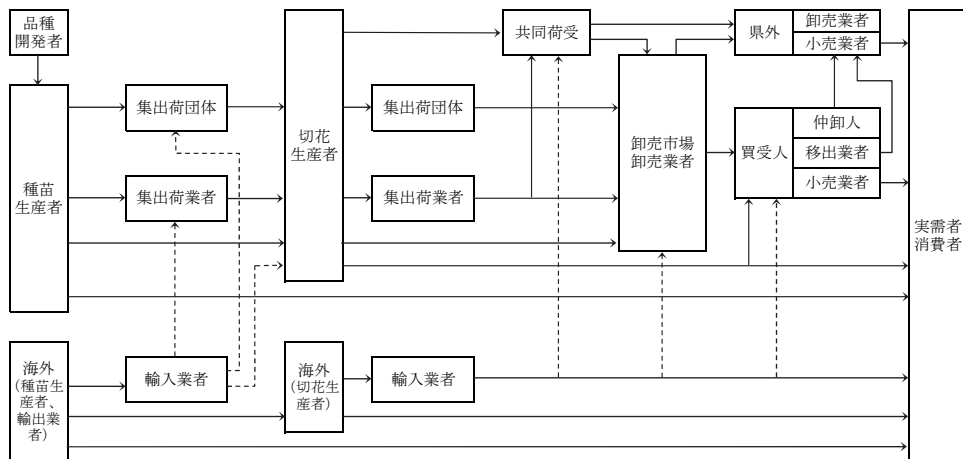 品種
開発者
種苗
生産者
集出荷団体
集出荷業者
切花
生産者
集出荷団体
集出荷業者
共同荷受
卸売市場
卸売業者
県外
卸売業者
小売業者
買受人
仲卸人
移出業者
小売業者
実需者
消費者
海外
(種苗生
産者、
輸出業
者)
輸入業者
海外
(切花生
産者)
輸入業者